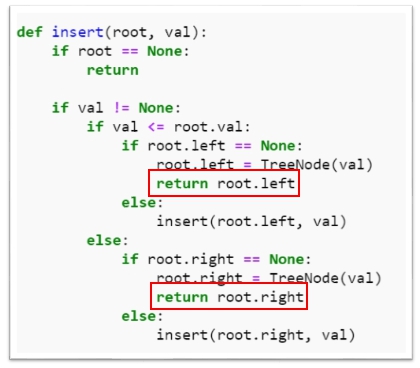 def insert(root, val):
    if root == None:
        return
    if val != None:
        if val <= root.val:
            if root.left == None:
                root.left = TreeNode(val)
                return root.left
            else:
                insert(root.left, val)
        else:
            if root.right == None:
                root.right = TreeNode(val)
                return root.right
            else:
                insert(root.right, val)